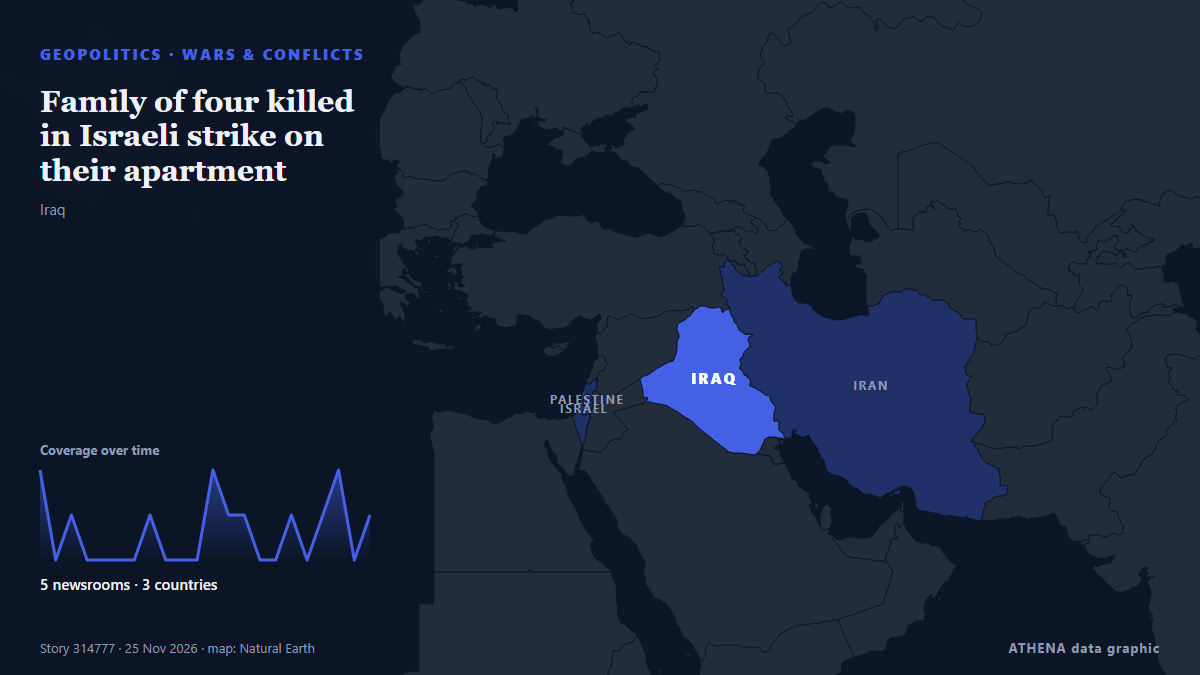 GEOPOLITICS · WARS & CONFLICTS
Family of four killed
in Israeli strike on
their apartment
Iraq
IRAQ
IRAN
PALESTINE
ISRAEL
Coverage over time
5 newsrooms · 3 countries
Story 314777 · 25 Nov 2026 · map: Natural Earth
ATHENA data graphic